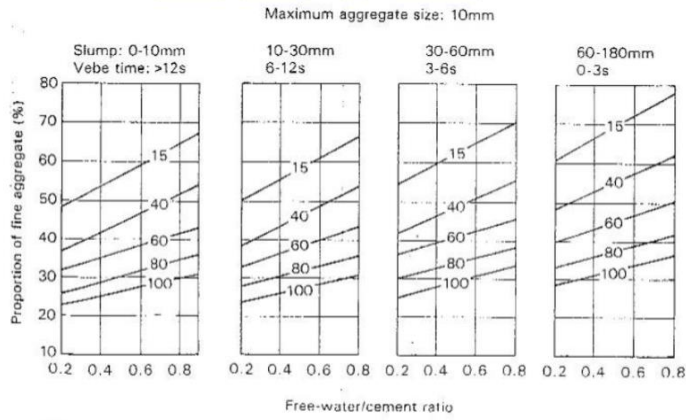 Maximum aggregate size: 10mm
Slump: 0-10mm 10-30mm 30-60mm 60-180mm
Vebe time: >12s 6-12s 3-6s 0-3s
Proportion of fine aggregate (%)
80
70
60
50
40
30
20
10
15 15 15 15
40 40 40 40
60 60 60 60
80 80 80 80
100 100 100 100
0.2 0.4 0.6 0.8 0.2 0.4 0.6 0.8 0.2 0.4 0.6 0.8 0.2 0.4 0.6 0.8
Free-water/cement ratio